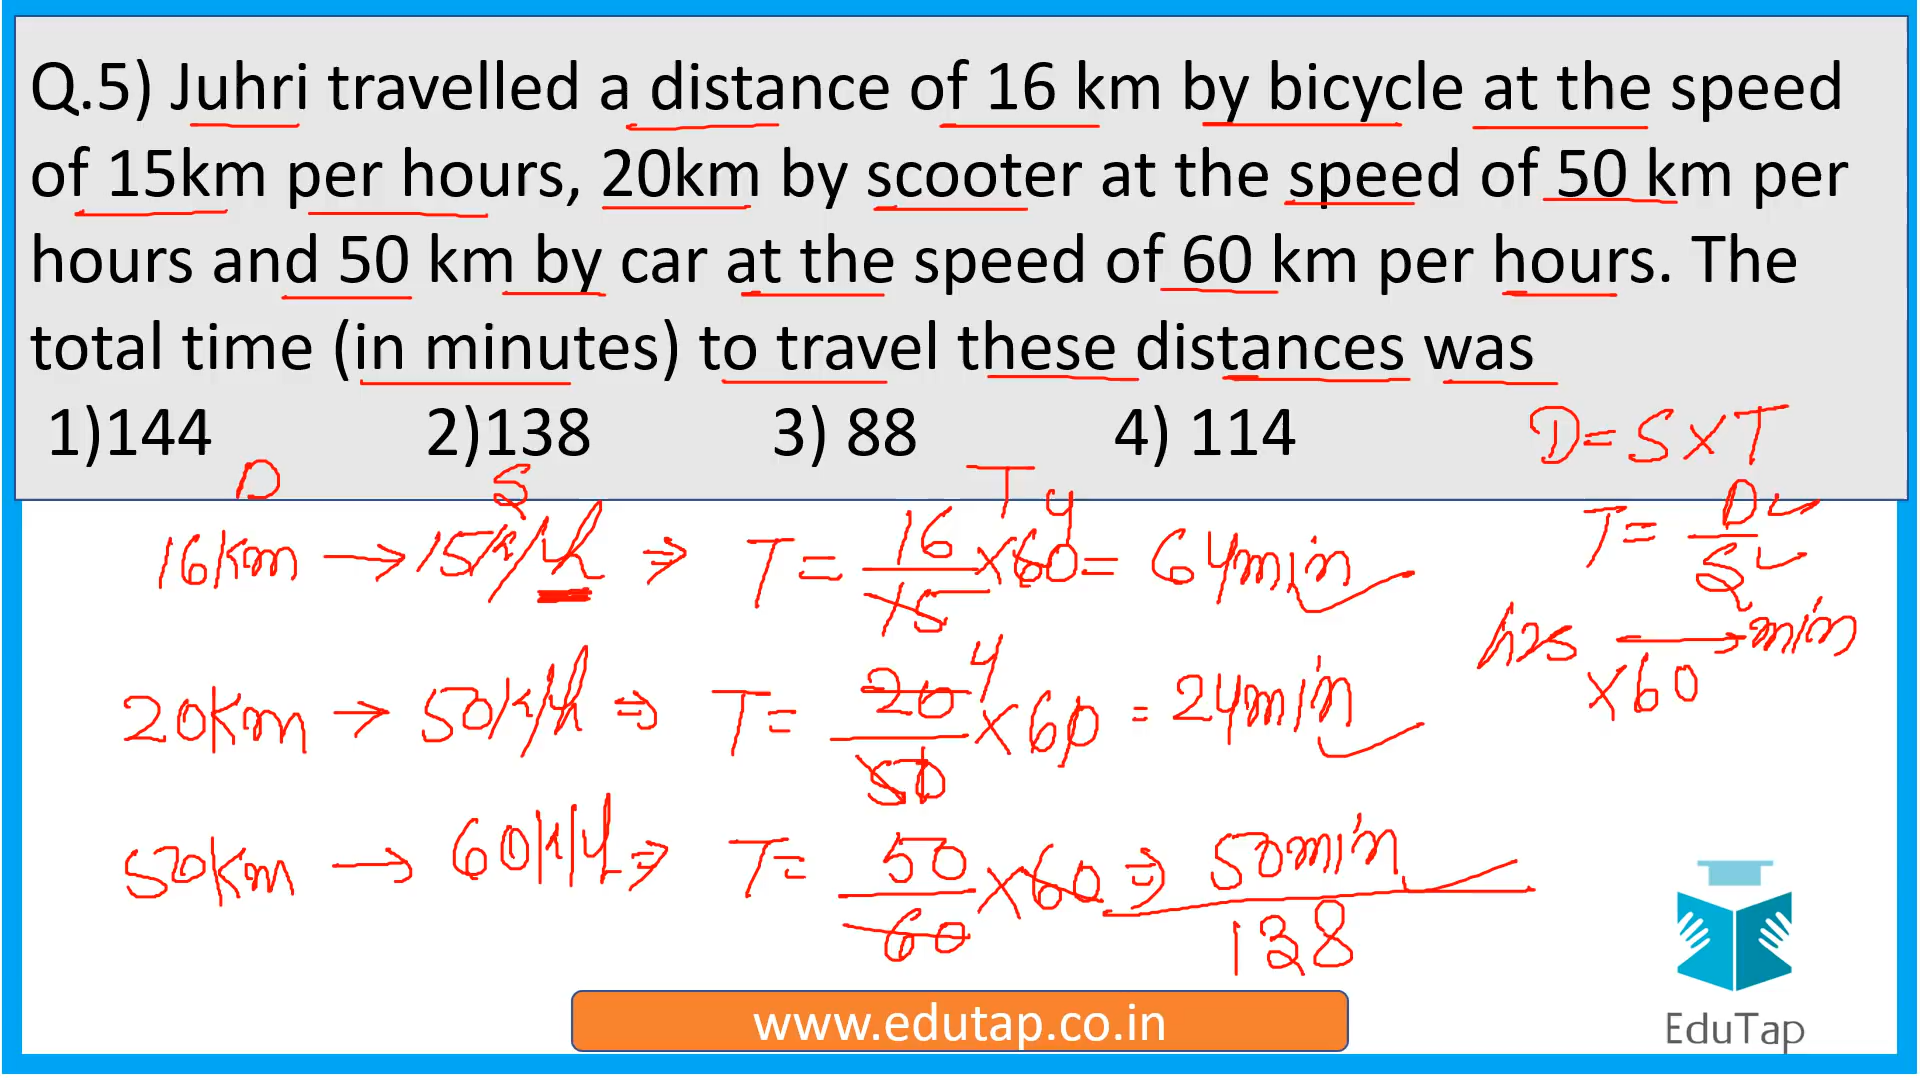 Q.5) Juhri travelled a distance of 16 km by bicycle at the speed
of 15km per hours, 20km by scooter at the speed of 50 km per
hours and 50 km by car at the speed of 60 km per hours. The
total time (in minutes) to travel these distances was
1)144 2)138 3) 88 4) 114
D = S × T
D S T
16km → 15k/h ⇒ T = 16/15 × 60 4 = 64min
T = D/S
hrs → min
×60
20km → 50k/h ⇒ T = 20/50 × 60 4 = 24min
50km → 60k/h ⇒ T = 50/60 × 60 ⇒ 50min
138
www.edutap.co.in
EduTap